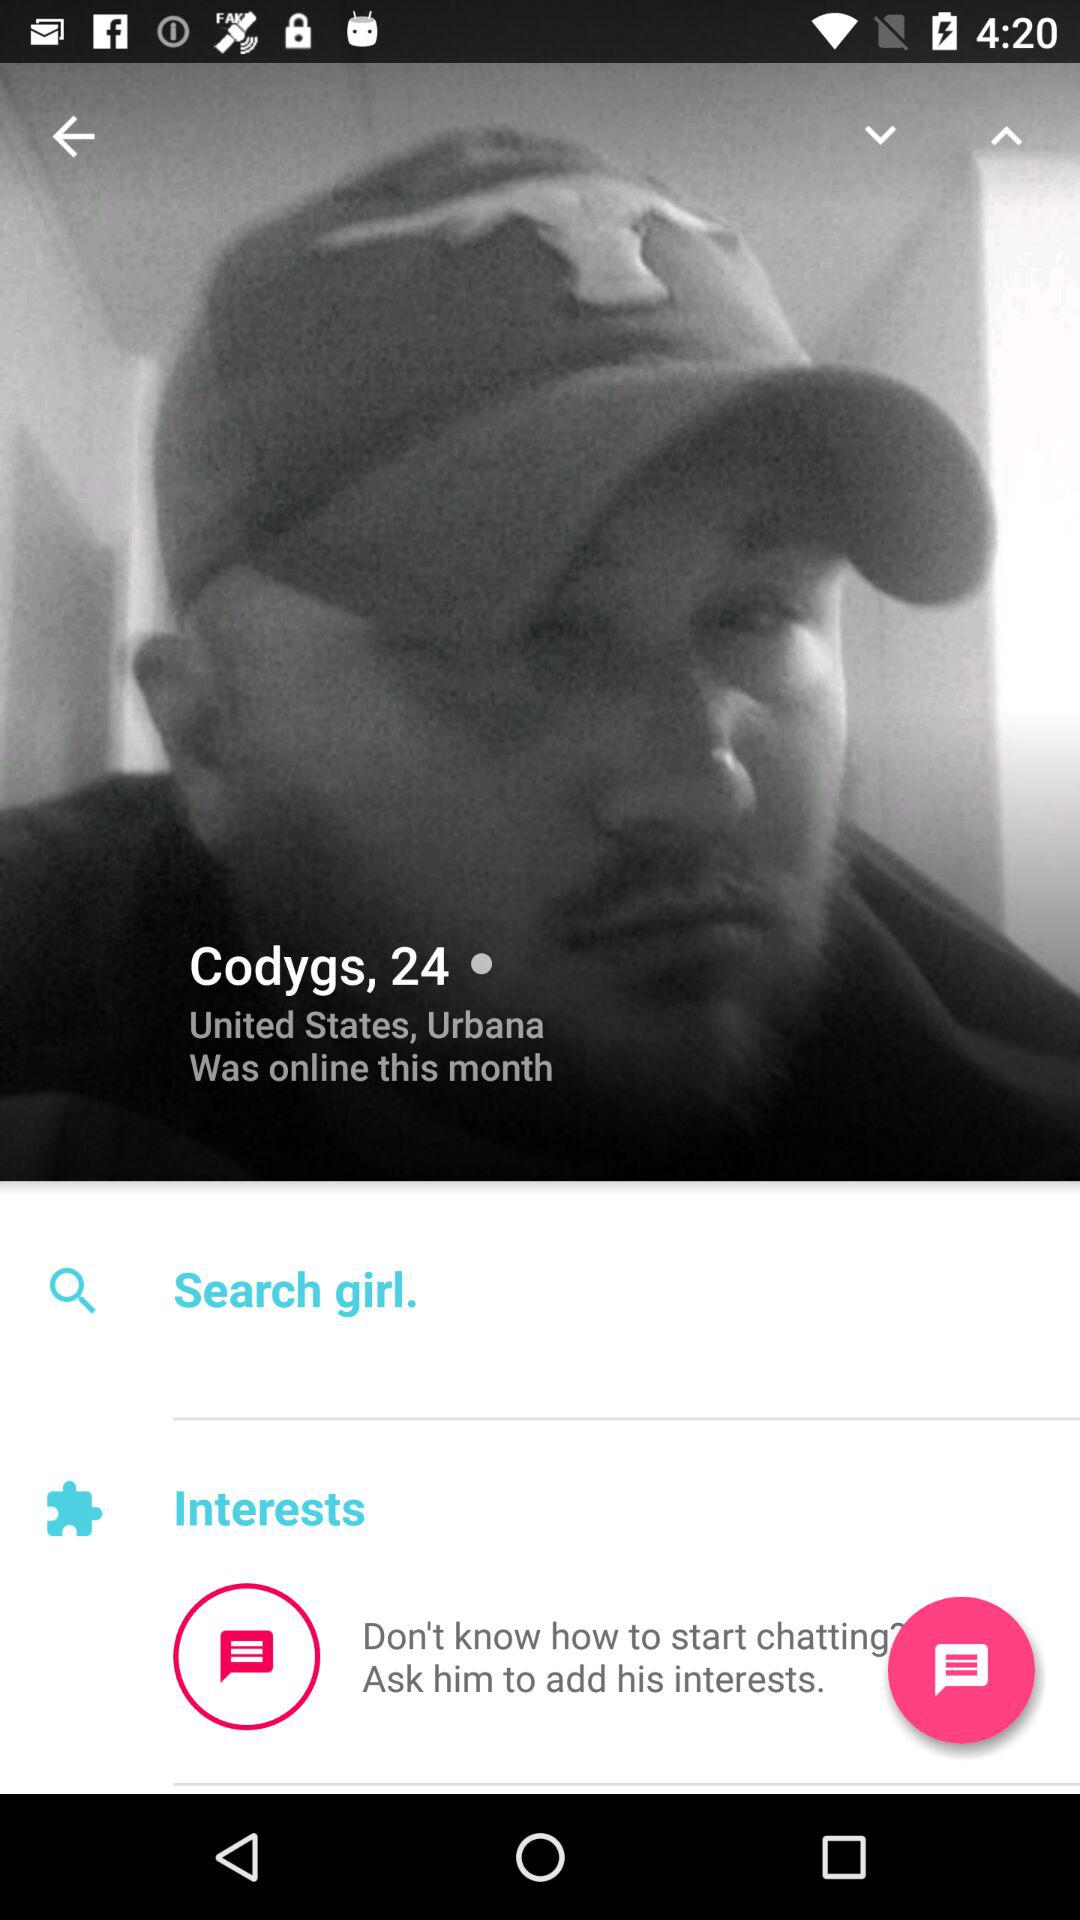 FAKE
4:20
Codygs, 24
United States, Urbana
Was online this month
Search girl.
Interests
Don't know how to start chatting?
Ask him to add his interests.